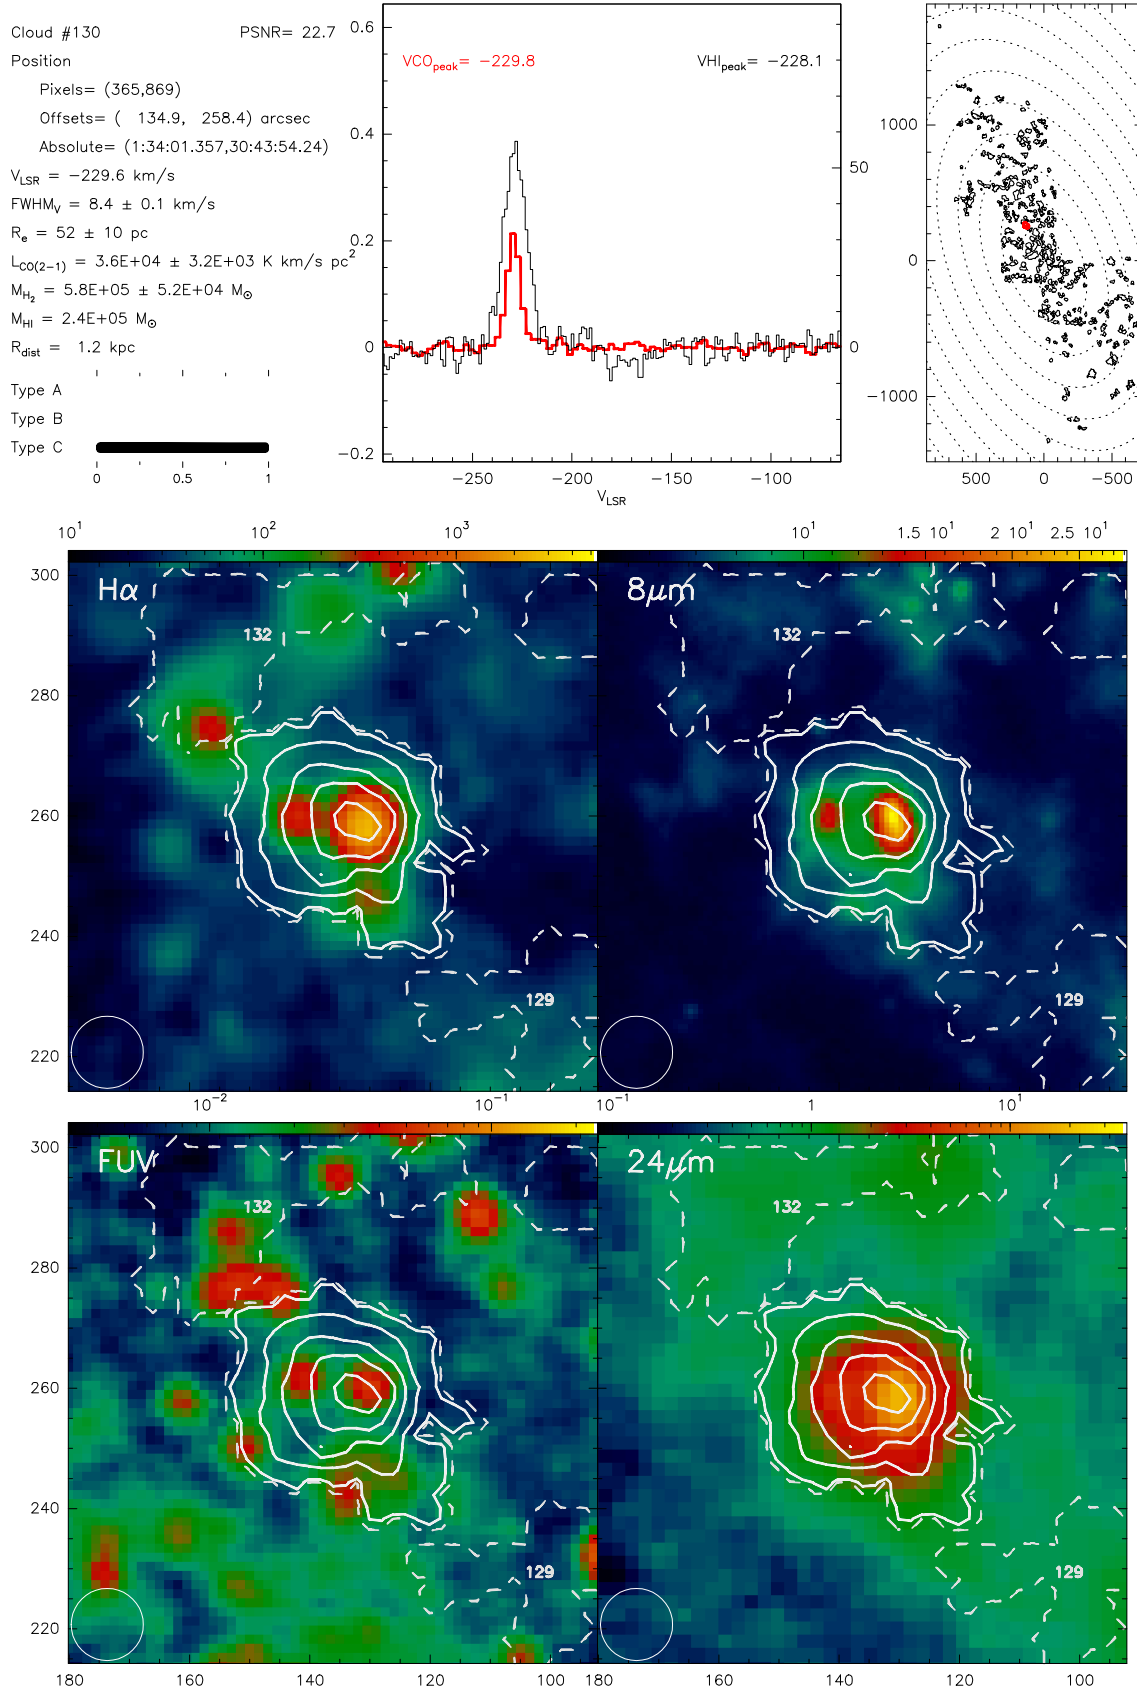 Cloud #130 PSNR= 22.7
Position
Pixels= (365,869)
Offsets= ( 134.9, 258.4) arcsec
Absolute= (1:34:01.357,30:43:54.24)
V_LSR = −229.6 km/s
FWHM_V = 8.4 ± 0.1 km/s
R_e = 52 ± 10 pc
L_CO(2−1) = 3.6E+04 ± 3.2E+03 K km/s pc²
M_H₂ = 5.8E+05 ± 5.2E+04 M☉
M_HI = 2.4E+05 M☉
R_dist = 1.2 kpc
Type A
Type B
Type C
0 0.5 1
VCO_peak= −229.8 VHI_peak= −228.1
0.6
0.4
0.2
0
−0.2
50
0
−250 −200 −150 −100
V_LSR
1000
0
−1000
500 0 −500
10¹ 10² 10³
Hα
132
129
300
280
260
240
220
10¹ 1.5 10¹ 2 10¹ 2.5 10¹
8μm
132
129
10⁻² 10⁻¹
FUV
132
129
300
280
260
240
220
180 160 140 120 100
10⁻¹ 1 10¹
24μm
132
129
180 160 140 120 100